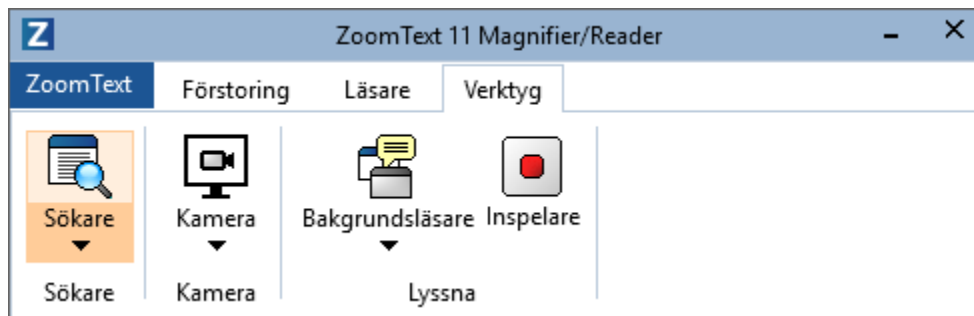 Z ZoomText 11 Magnifier/Reader
ZoomText Förstoring Läsare Verktyg
Sökare Kamera Bakgrundsläsare Inspelare
Sökare Kamera Lyssna